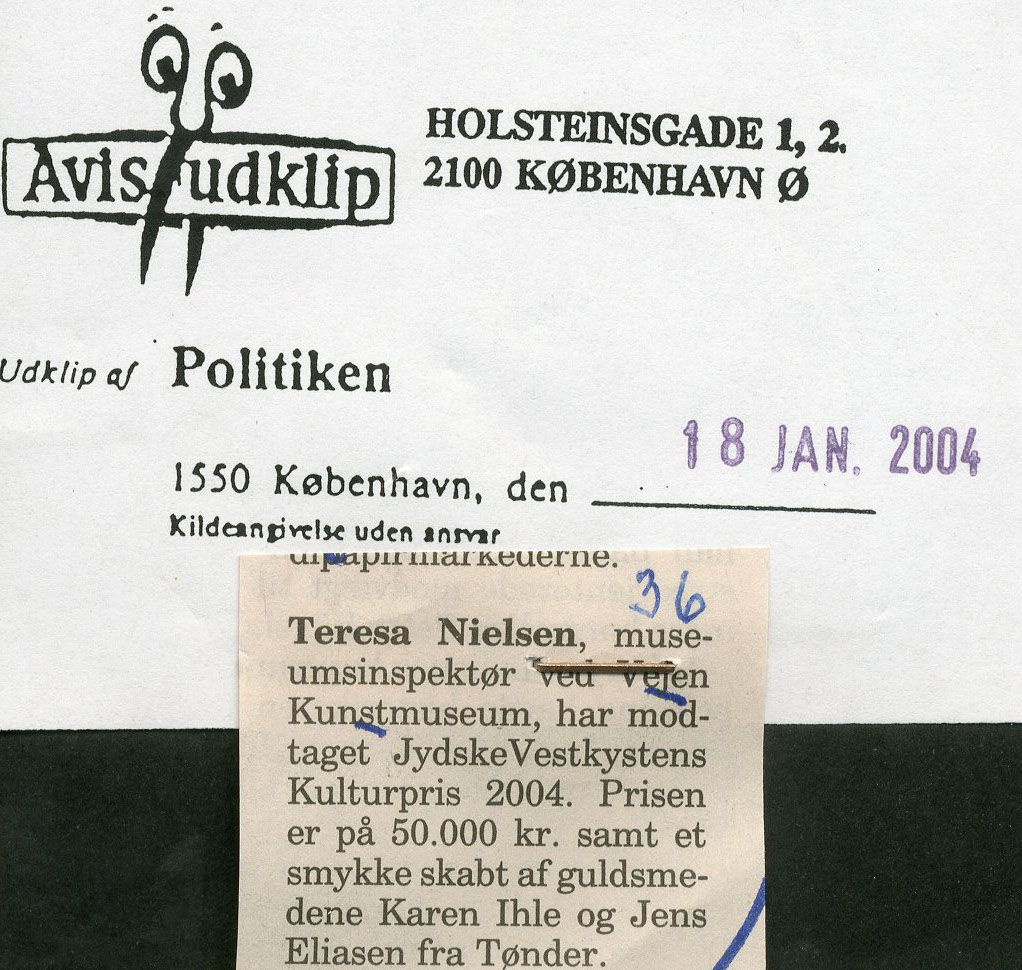 Avis/udklip
HOLSTEINSGADE 1, 2.
2100 KØBENHAVN Ø
Udklip af Politiken
18 JAN. 2004
1550 København, den
Kildeangivelse uden ansvar
dipapirmarkederne.
36
Teresa Nielsen, muse-
umsinspektør ved Vejen
Kunstmuseum, har mod-
taget JydskeVestkystens
Kulturpris 2004. Prisen
er på 50.000 kr. samt et
smykke skabt af guldsme-
dene Karen Ihle og Jens
Eliasen fra Tønder.